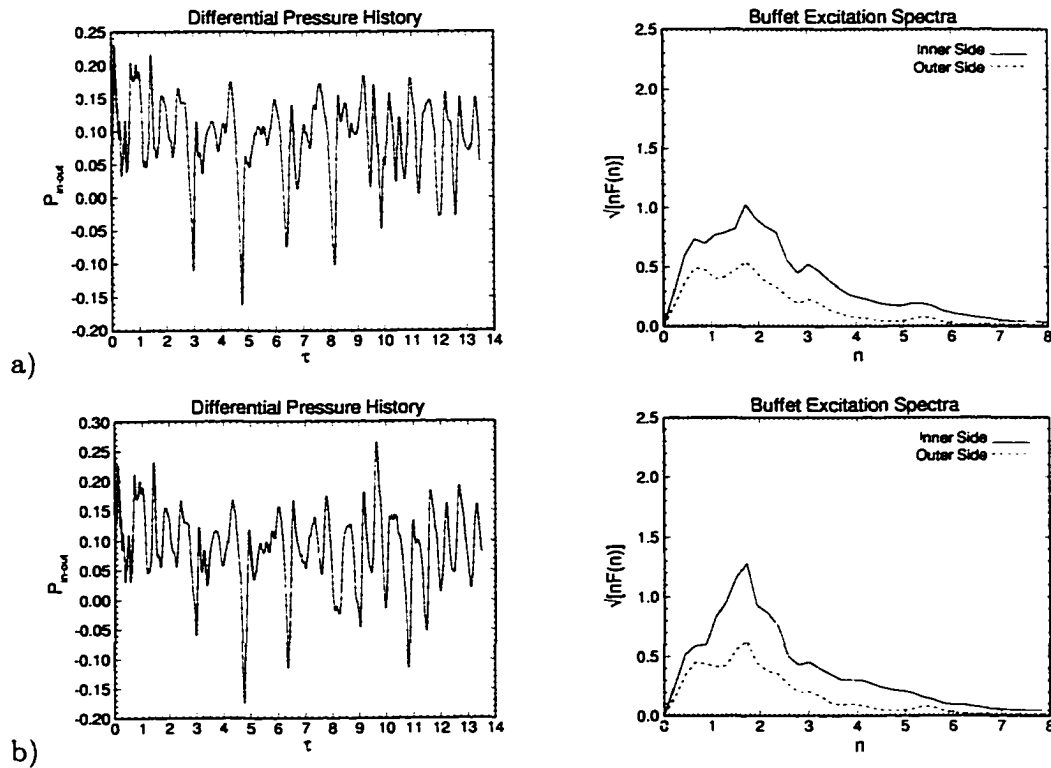 Differential Pressure History
0.25
0.20
0.15
0.10
0.05
0.00
-0.05
-0.10
-0.15
-0.20
P in-out
0 1 2 3 4 5 6 7 8 9 10 11 12 13 14
τ
Buffet Excitation Spectra
2.5
2.0
1.5
1.0
0.5
0.0
√[nF(n)]
Inner Side
Outer Side
0 1 2 3 4 5 6 7 8
n
a)
Differential Pressure History
0.30
0.25
0.20
0.15
0.10
0.05
0.00
-0.05
-0.10
-0.15
-0.20
P in-out
0 1 2 3 4 5 6 7 8 9 10 11 12 13 14
τ
Buffet Excitation Spectra
2.5
2.0
1.5
1.0
0.5
0.0
√[nF(n)]
Inner Side
Outer Side
0 1 2 3 4 5 6 7 8
n
b)